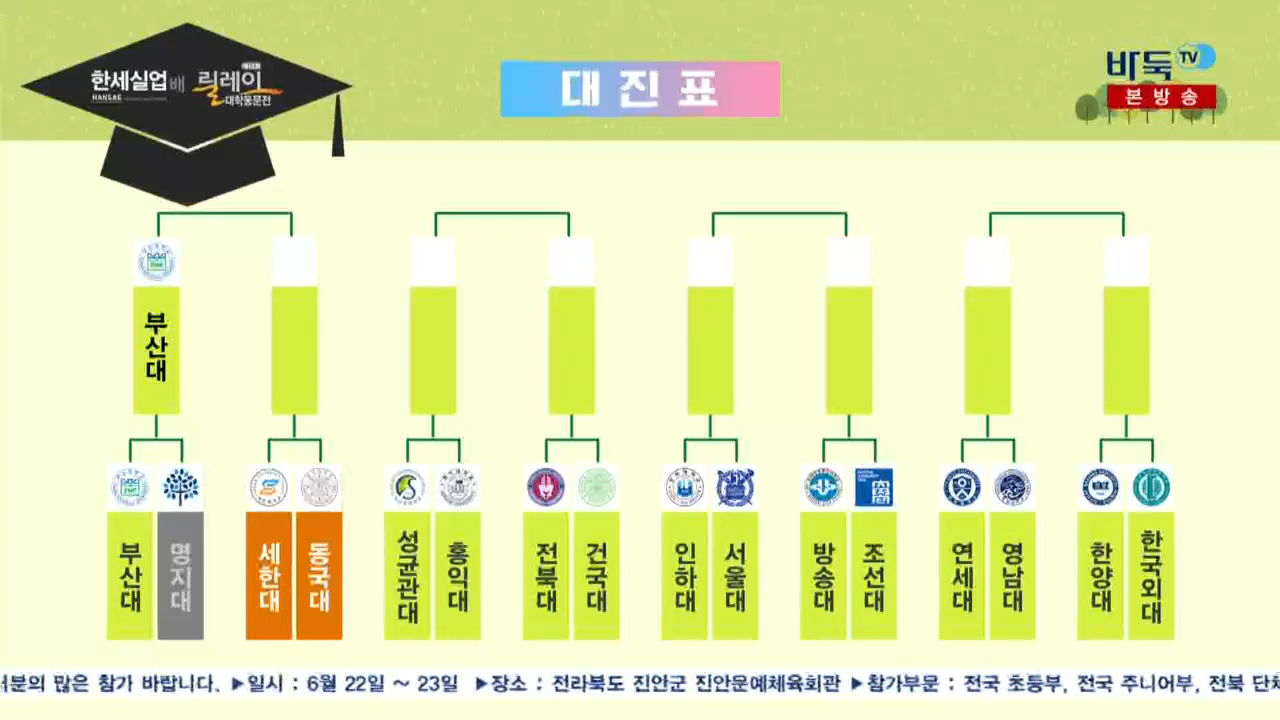 한세실업배 릴레이
HANSAE 대학동문전
대진표
바둑TV
본방송
부산대
부산대
명지대
세한대
동국대
성균관대
홍익대
전북대
건국대
인하대
서울대
방송대
조선대
연세대
영남대
한양대
한국외대
많은 참가 바랍니다. ▶일시 : 6월 22일 ~ 23일 ▶장소 : 전라북도 진안군 진안문예체육회관 ▶참가부문 : 전국 초등부, 전국 주니어부, 전북